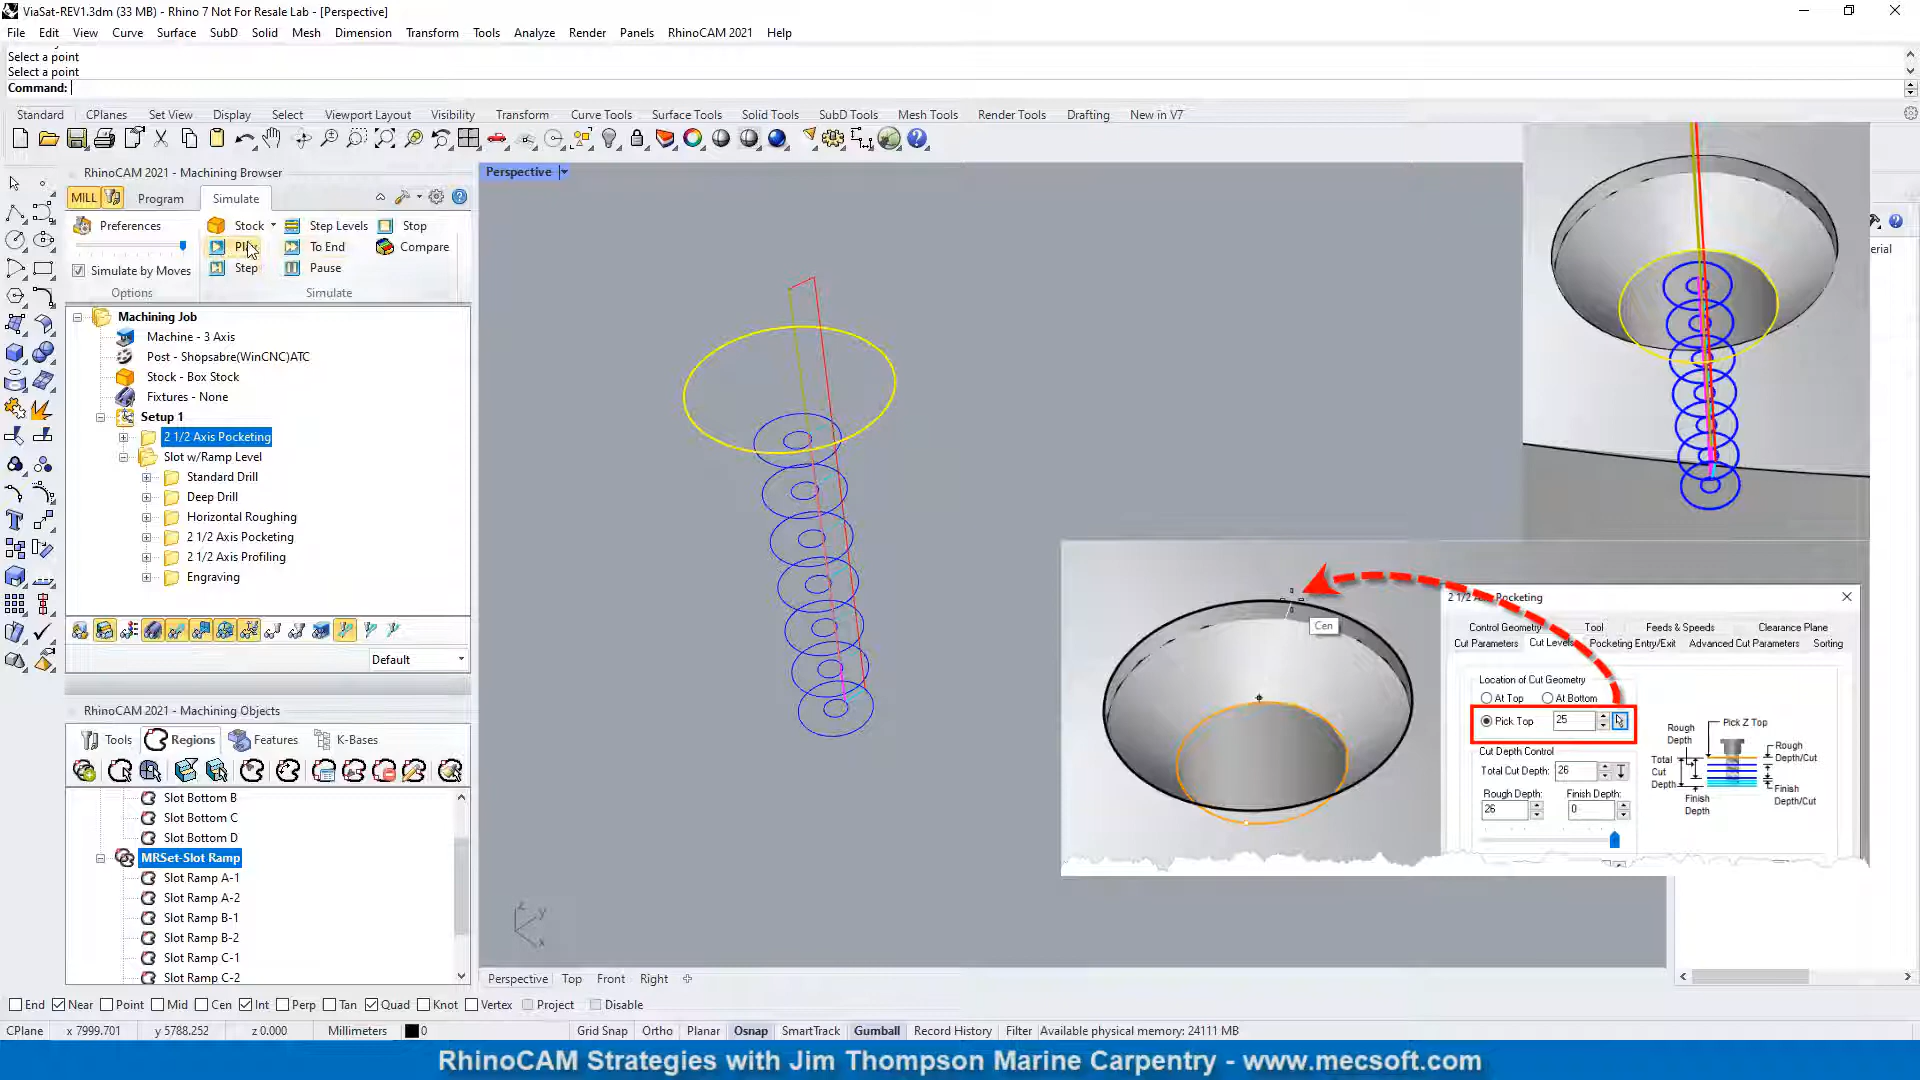 ViaSat-REV1.3dm (33 MB) - Rhino 7 Not For Resale Lab - [Perspective]
File Edit View Curve Surface SubD Solid Mesh Dimension Transform Tools Analyze Render Panels RhinoCAM 2021 Help
Select a point
Select a point
Command:
Standard CPlanes Set View Display Select Viewport Layout Visibility Transform Curve Tools Surface Tools Solid Tools SubD Tools Mesh Tools Render Tools Drafting New in V7
RhinoCAM 2021 - Machining Browser
MILL Program Simulate
Preferences Stock Step Levels Stop
To End Compare
Simulate by Moves Step Pause
Options Simulate
Machining Job
Machine - 3 Axis
Post - Shopsabre(WinCNC)ATC
Stock - Box Stock
Fixtures - None
Setup 1
2 1/2 Axis Pocketing
Slot w/Ramp Level
Standard Drill
Deep Drill
Horizontal Roughing
2 1/2 Axis Pocketing
2 1/2 Axis Profiling
Engraving
Default
RhinoCAM 2021 - Machining Objects
Tools Regions Features K-Bases
Slot Bottom B
Slot Bottom C
Slot Bottom D
MRSet-Slot Ramp
Slot Ramp A-1
Slot Ramp A-2
Slot Ramp B-1
Slot Ramp B-2
Slot Ramp C-1
Slot Ramp C-2
Perspective
z y x
erial
Cen
2 1/2 Pocketing
Control Geometry Tool Feeds & Speeds Clearance Plane
Cut Parameters Cut Levels Pocketing Entry/Exit Advanced Cut Parameters Sorting
Location of Cut Geometry
At Top At Bottom
Pick Top 25
Cut Depth Control
Total Cut Depth: 26
Rough Depth: Finish Depth:
26 0
Rough Depth
Pick Z Top
Rough Depth/Cut
Total Cut Depth
Finish Depth
Finish Depth/Cut
Perspective Top Front Right
End Near Point Mid Cen Int Perp Tan Quad Knot Vertex Project Disable
CPlane x 7999.701 y 5788.252 z 0.000 Millimeters 0 Grid Snap Ortho Planar Osnap SmartTrack Gumball Record History Filter Available physical memory: 24111 MB
RhinoCAM Strategies with Jim Thompson Marine Carpentry - www.mecsoft.com